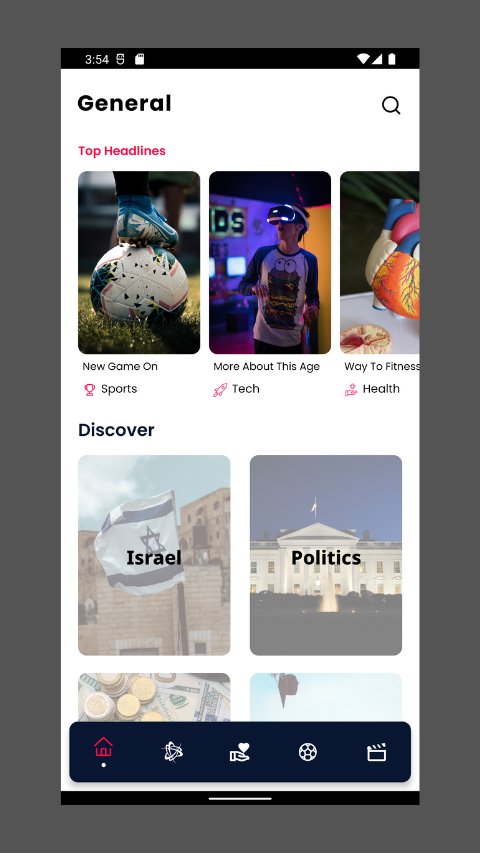 3:54
General
Top Headlines
New Game On
More About This Age
Way To Fitness
Sports
Tech
Health
Discover
Israel
Politics